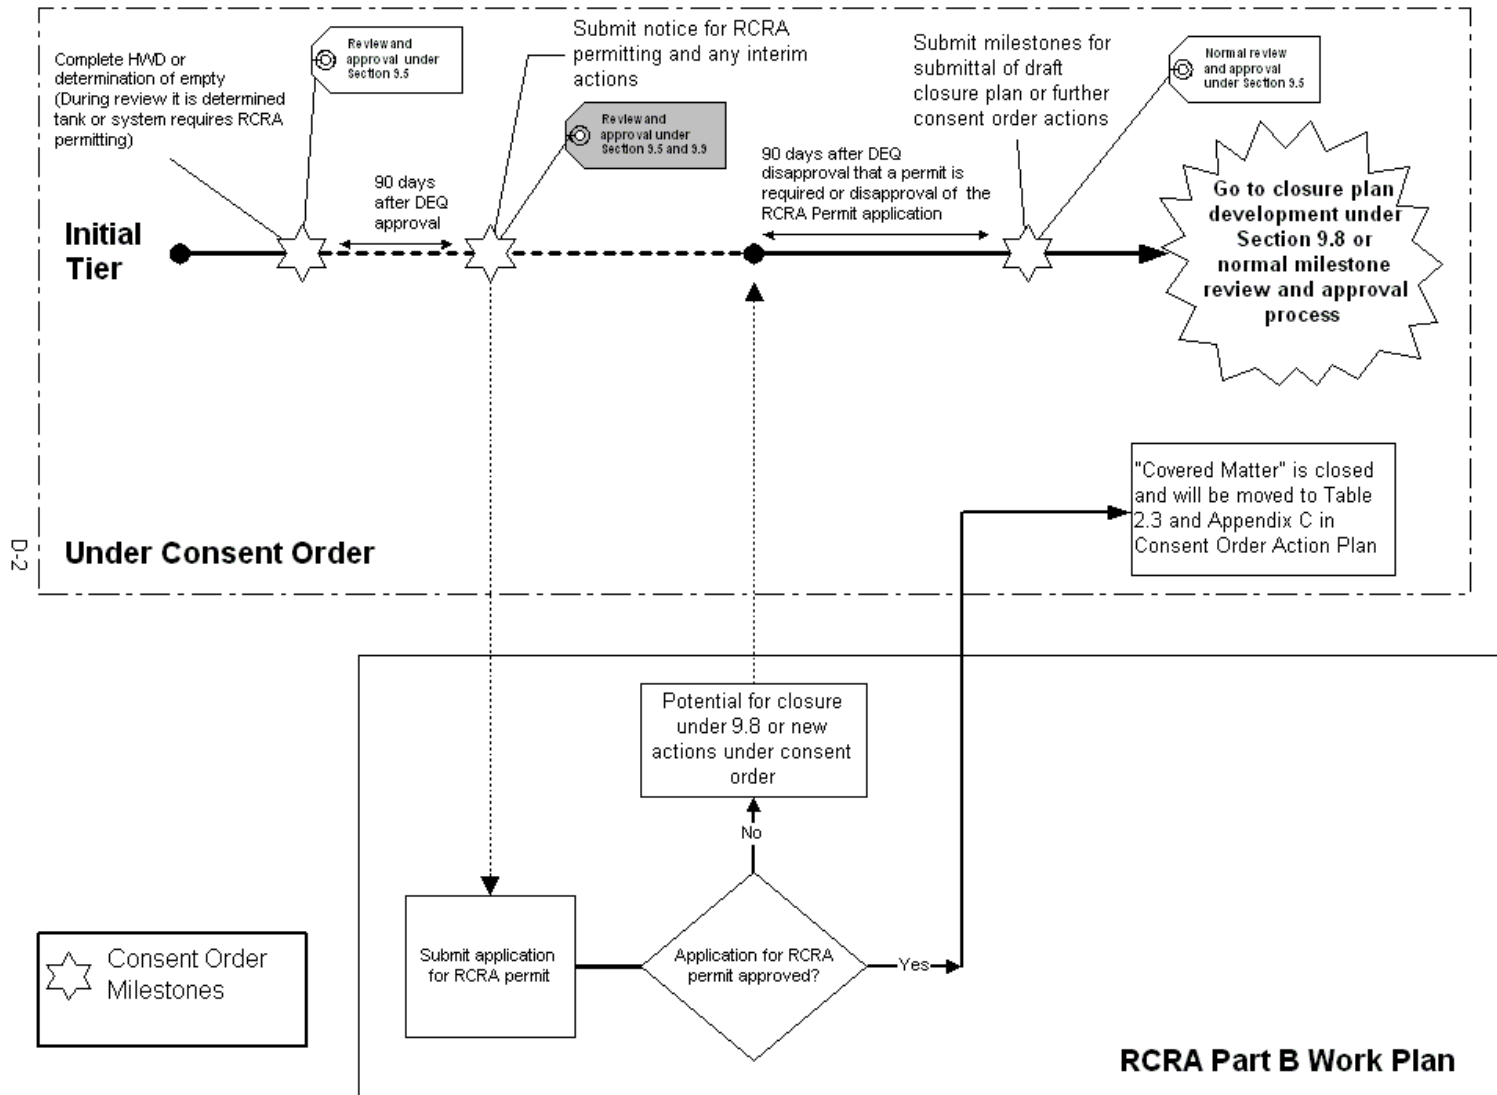 Complete HWD or
determination of empty
(During review it is determined
tank or system requires RCRA
permitting)
Review and
approval under
Section 9.5
Submit notice for RCRA
permitting and any interim
actions
Review and
approval under
Section 9.5 and 9.9
Submit milestones for
submittal of draft
closure plan or further
consent order actions
Normal review
and approval
under Section 9.5
90 days
after DEQ
approval
90 days after DEQ
disapproval that a permit is
required or disapproval of the
RCRA Permit application
Initial
Tier
Go to closure plan
development under
Section 9.8 or
normal milestone
review and approval
process
"Covered Matter" is closed
and will be moved to Table
2.3 and Appendix C in
Consent Order Action Plan
Under Consent Order
D-2
Potential for closure
under 9.8 or new
actions under consent
order
No
Submit application
for RCRA permit
Application for RCRA
permit approved?
Yes
Consent Order
Milestones
RCRA Part B Work Plan